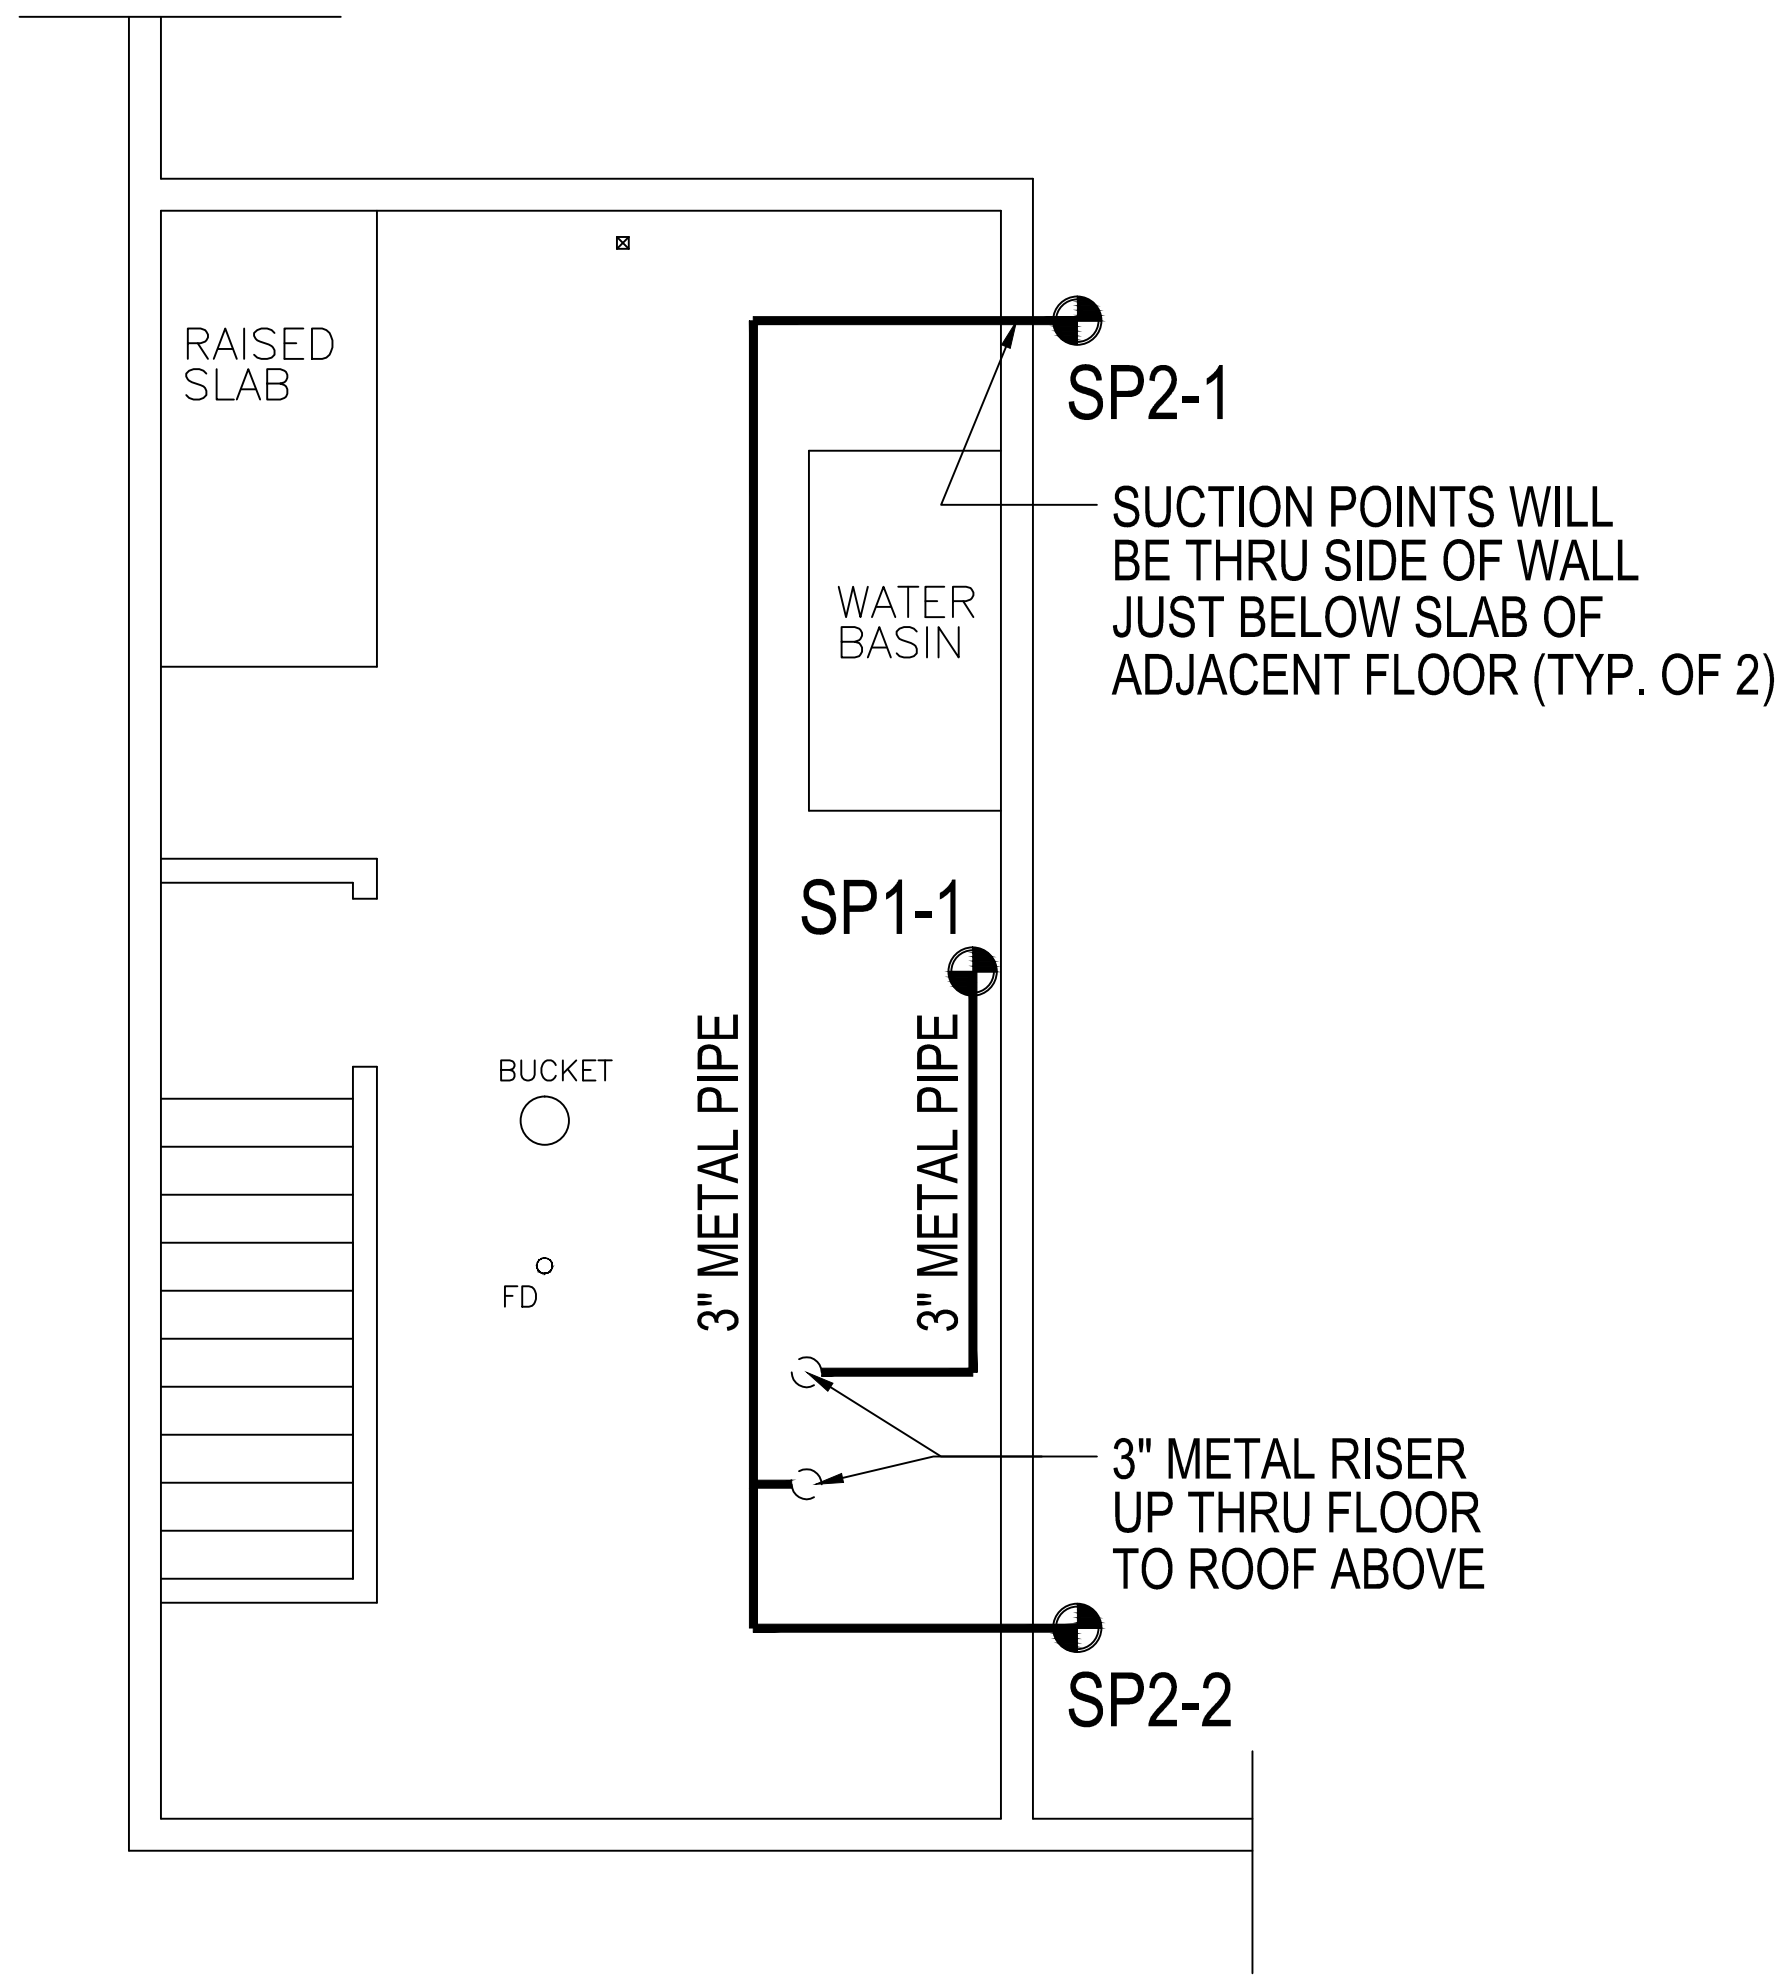 RAISED
SLAB
SP2-1
SUCTION POINTS WILL
BE THRU SIDE OF WALL
JUST BELOW SLAB OF
ADJACENT FLOOR (TYP. OF 2)
WATER
BASIN
SP1-1
3" METAL PIPE
3" METAL PIPE
BUCKET
FD
3" METAL RISER
UP THRU FLOOR
TO ROOF ABOVE
SP2-2